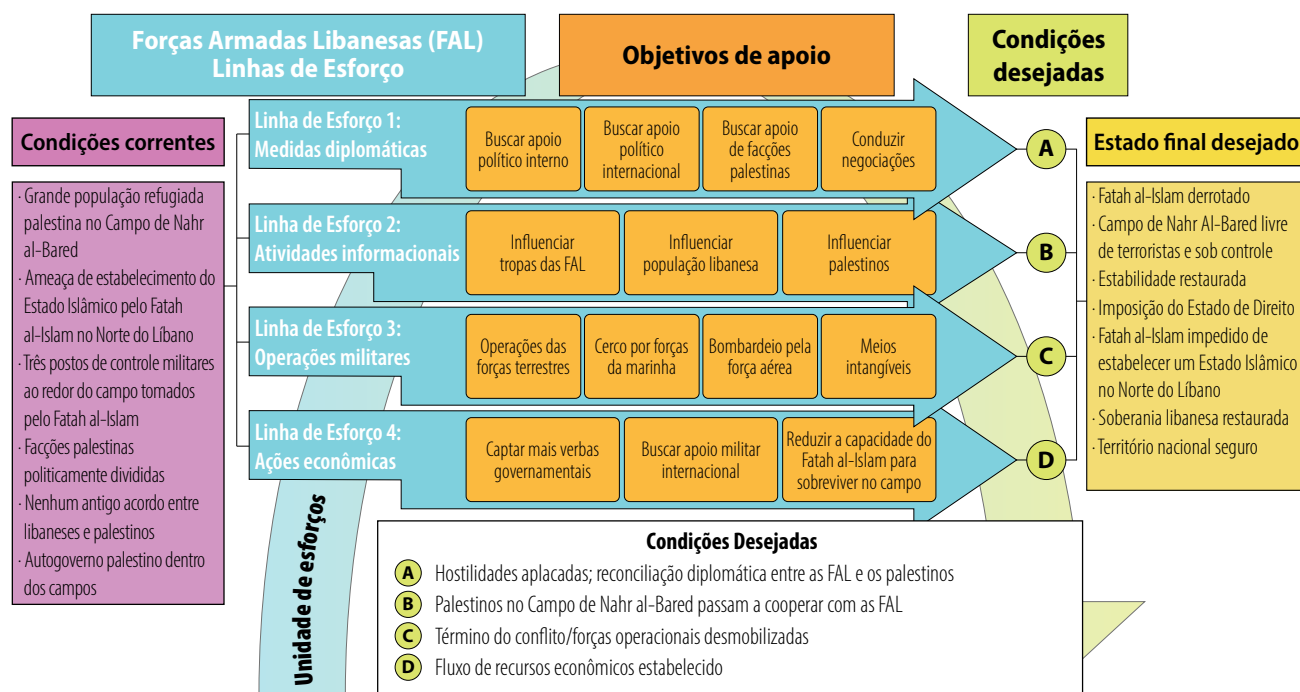 Forças Armadas Libanesas (FAL)
Linhas de Esforço
Objetivos de apoio
Condições
desejadas
Condições correntes
· Grande população refugiada
palestina no Campo de Nahr
al-Bared
· Ameaça de estabelecimento do
Estado Islâmico pelo Fatah
al-Islam no Norte do Líbano
· Três postos de controle militares
ao redor do campo tomados
pelo Fatah al-Islam
· Facções palestinas
politicamente divididas
· Nenhum antigo acordo entre
libaneses e palestinos
· Autogoverno palestino dentro
dos campos
Linha de Esforço 1:
Medidas diplomáticas
Buscar apoio
político interno
Buscar apoio
político
internacional
Buscar apoio
de facções
palestinas
Conduzir
negociações
A
Linha de Esforço 2:
Atividades informacionais
Influenciar
tropas das FAL
Influenciar
população libanesa
Influenciar
palestinos
B
Linha de Esforço 3:
Operações militares
Operações das
forças terrestres
Cerco por forças
da marinha
Bombardeio pela
força aérea
Meios
intangíveis
C
Linha de Esforço 4:
Ações econômicas
Captar mais verbas
governamentais
Buscar apoio militar
internacional
Reduzir a capacidade do
Fatah al-Islam para
sobreviver no campo
D
Estado final desejado
· Fatah al-Islam derrotado
· Campo de Nahr Al-Bared livre
de terroristas e sob controle
· Estabilidade restaurada
· Imposição do Estado de Direito
· Fatah al-Islam impedido de
estabelecer um Estado Islâmico
no Norte do Líbano
· Soberania libanesa restaurada
· Território nacional seguro
Unidade de esforços
Condições Desejadas
A Hostilidades aplacadas; reconciliação diplomática entre as FAL e os palestinos
B Palestinos no Campo de Nahr al-Bared passam a cooperar com as FAL
C Término do conflito/forças operacionais desmobilizadas
D Fluxo de recursos econômicos estabelecido